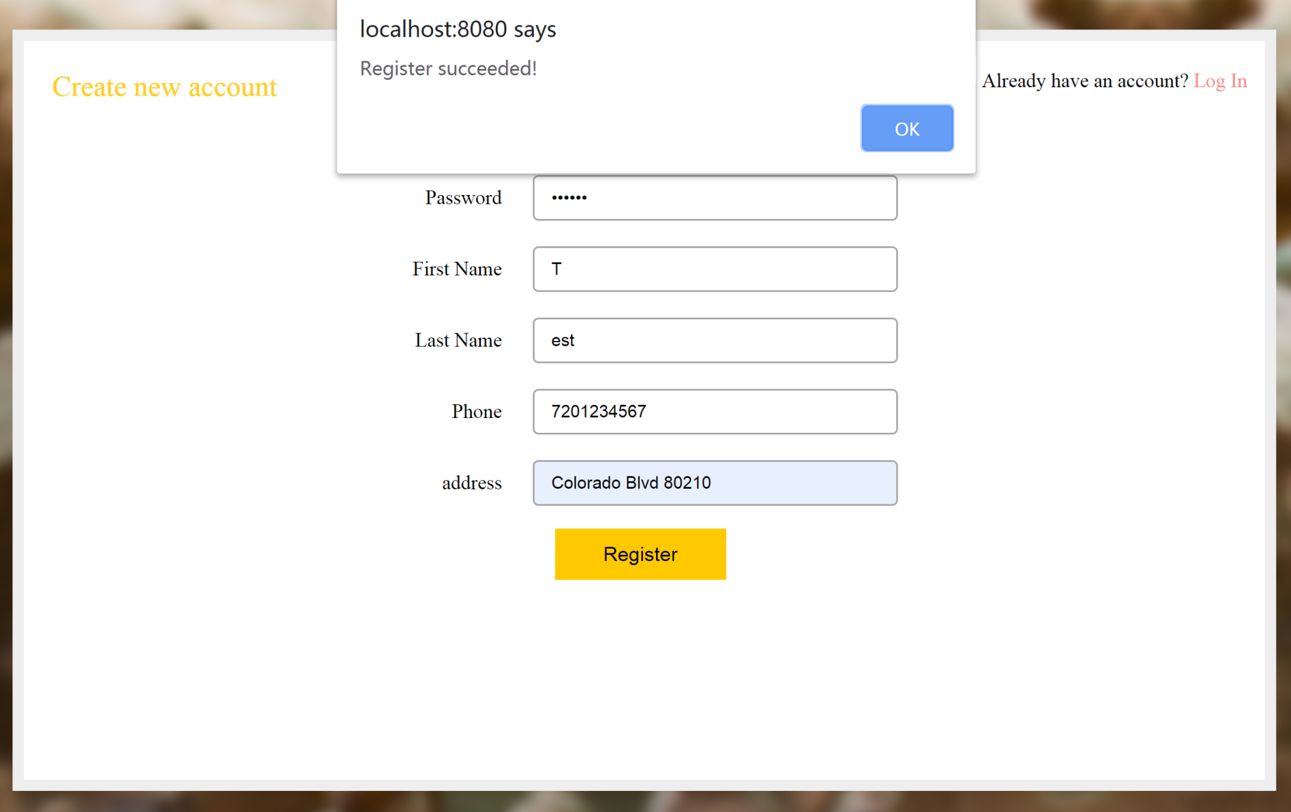 localhost:8080 says
Register succeeded!
OK
Create new account
Already have an account? Log In
Password ••••••
First Name T
Last Name est
Phone 7201234567
address Colorado Blvd 80210
Register